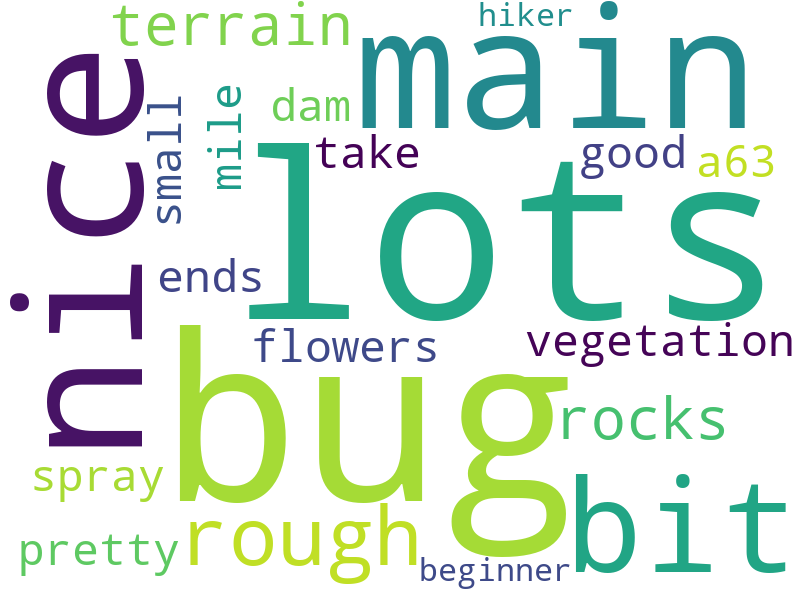 hiker
terrain
main
nice
small
mile
dam
take
good
a63
lots
ends
flowers
vegetation
bug
rocks
spray
bit
rough
pretty
beginner